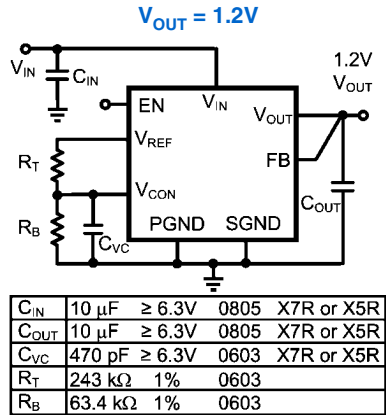 VOUT = 1.2V
1.2V
VIN
VOUT
CIN
EN
VIN
VOUT
VREF
RT
FB
VCON
COUT
RB
CVC
PGND SGND
CIN 10 μF ≥ 6.3V 0805 X7R or X5R
COUT 10 μF ≥ 6.3V 0805 X7R or X5R
CVC 470 pF ≥ 6.3V 0603 X7R or X5R
RT 243 kΩ 1% 0603
RB 63.4 kΩ 1% 0603